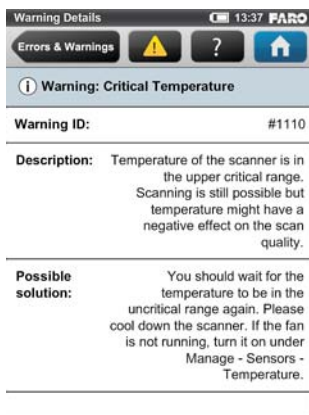 Warning Details 13:37 FARO
Errors & Warnings ?
Warning: Critical Temperature
Warning ID: #1110
Description: Temperature of the scanner is in
the upper critical range.
Scanning is still possible but
temperature might have a
negative effect on the scan
quality.
Possible You should wait for the
solution: temperature to be in the
uncritical range again. Please
cool down the scanner. If the fan
is not running, turn it on under
Manage - Sensors -
Temperature.